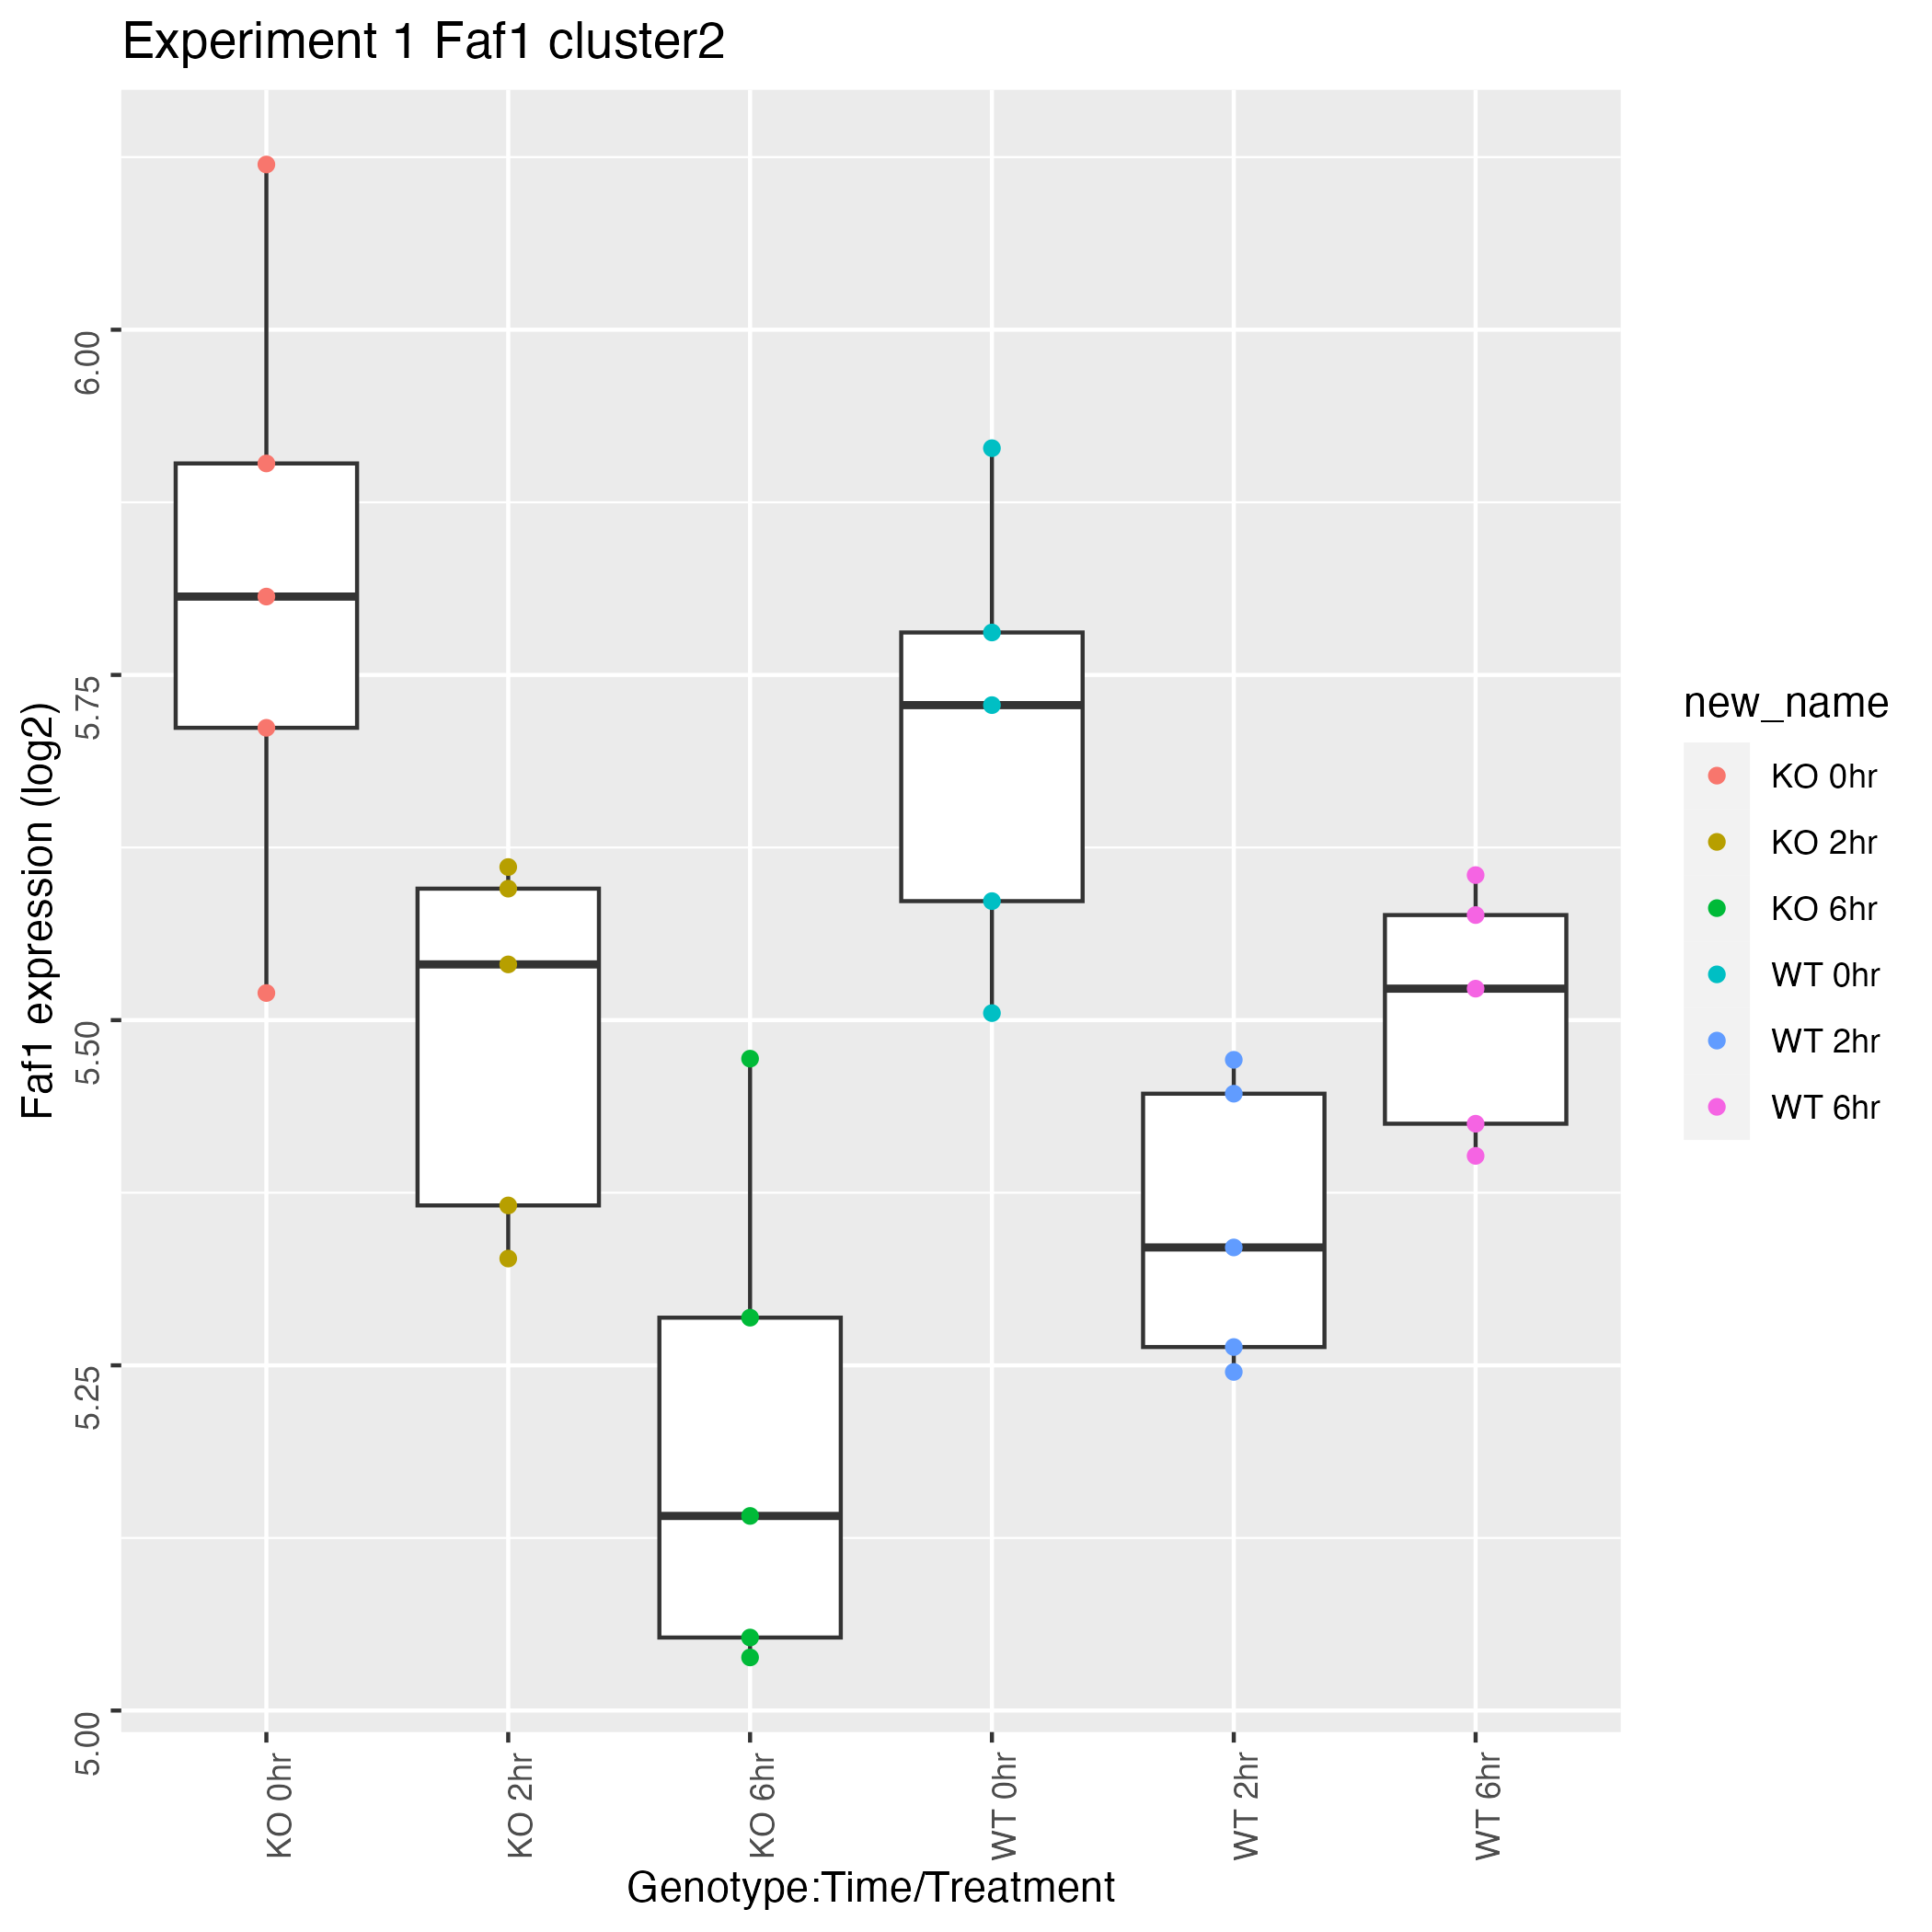 Experiment 1 Faf1 cluster2
Faf1 expression (log2)
6.00
5.75
5.50
5.25
5.00
KO 0hr
KO 2hr
KO 6hr
WT 0hr
WT 2hr
WT 6hr
Genotype:Time/Treatment
new_name
KO 0hr
KO 2hr
KO 6hr
WT 0hr
WT 2hr
WT 6hr